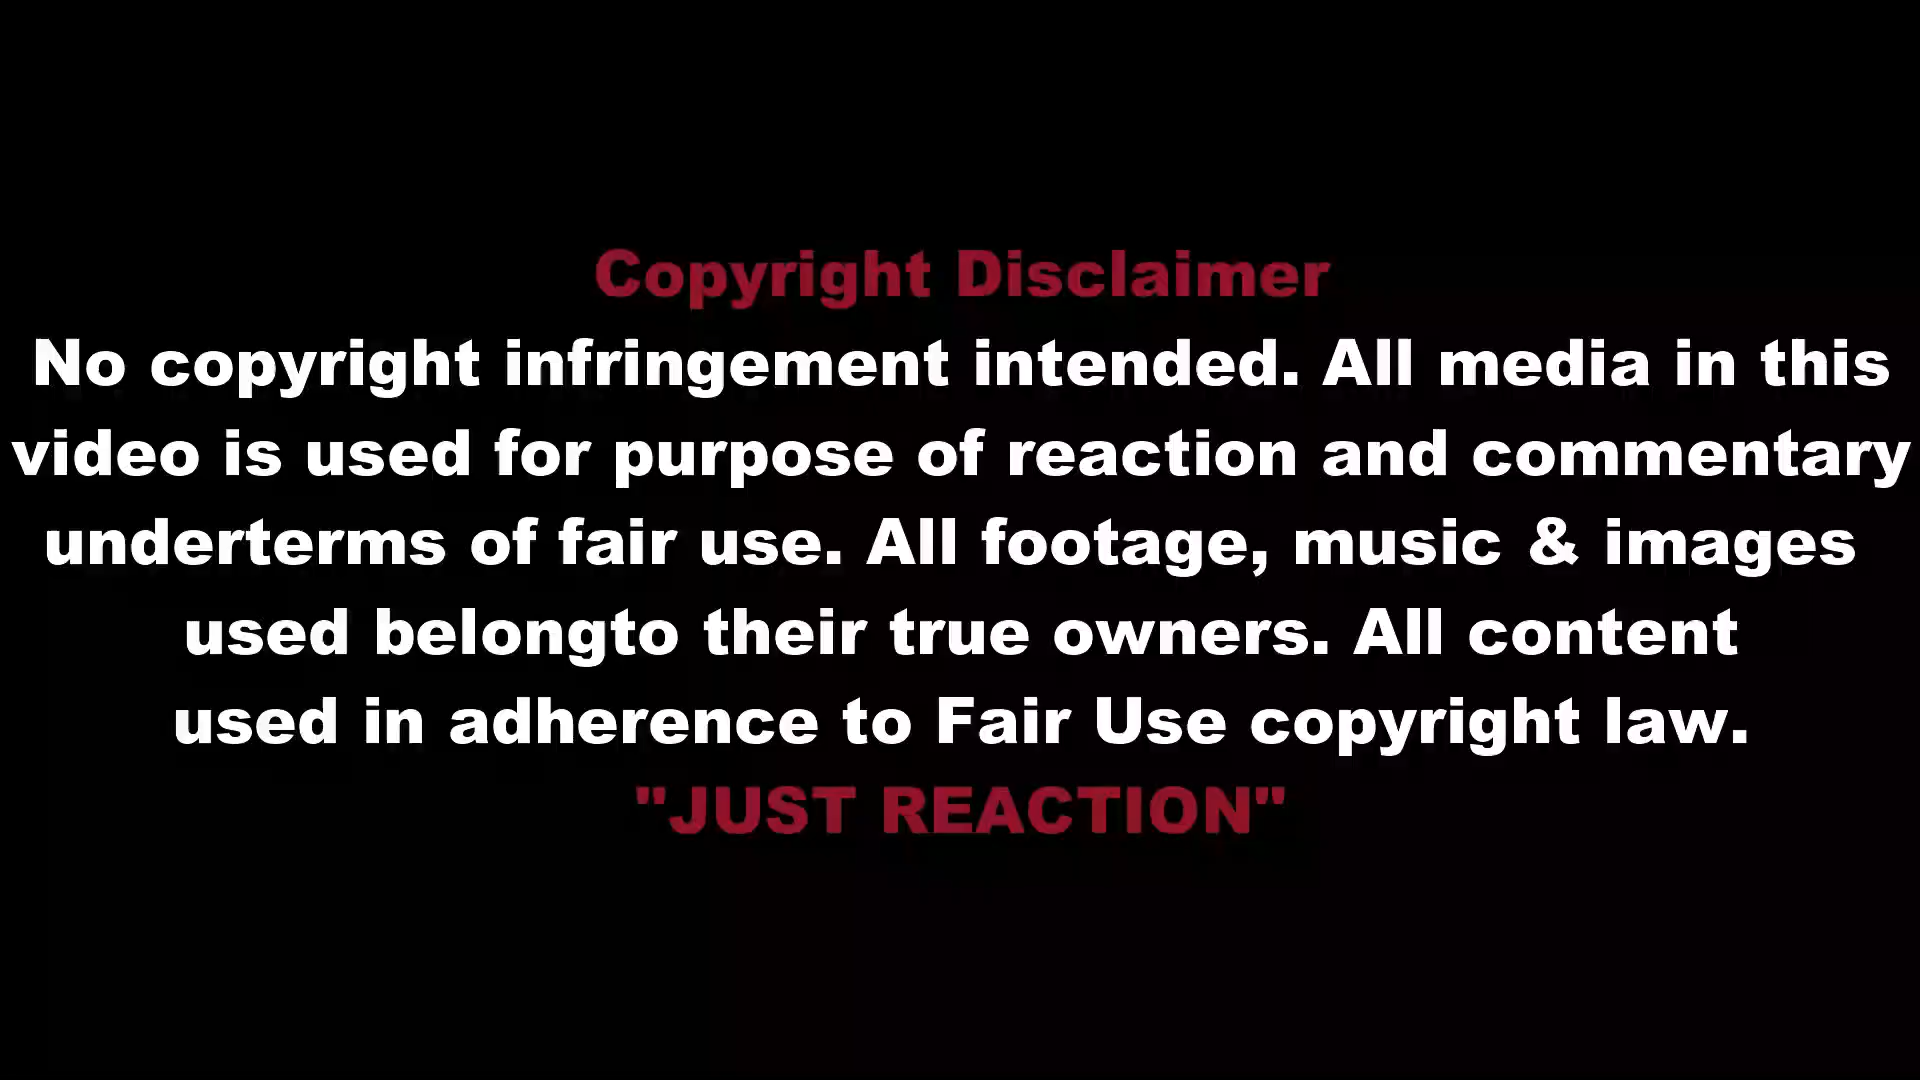 Copyright Disclaimer
No copyright infringement intended. All media in this
video is used for purpose of reaction and commentary
underterms of fair use. All footage, music & images
used belongto their true owners. All content
used in adherence to Fair Use copyright law.
"JUST REACTION"